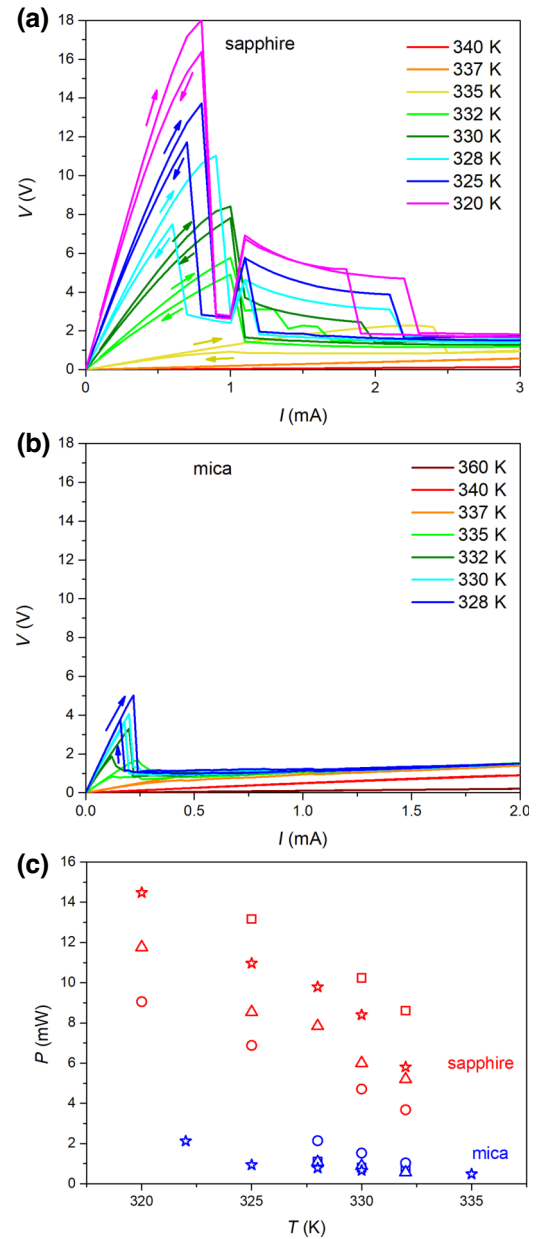 (a)
18
16
14
12
10
8
6
4
2
0
V (V)
sapphire
340 K
337 K
335 K
332 K
330 K
328 K
325 K
320 K
0 1 2 3
I (mA)
(b)
18
16
14
12
10
8
6
4
2
0
V (V)
mica
360 K
340 K
337 K
335 K
332 K
330 K
328 K
0.0 0.5 1.0 1.5 2.0
I (mA)
(c)
16
14
12
10
8
6
4
2
0
P (mW)
sapphire
mica
320 325 330 335
T (K)